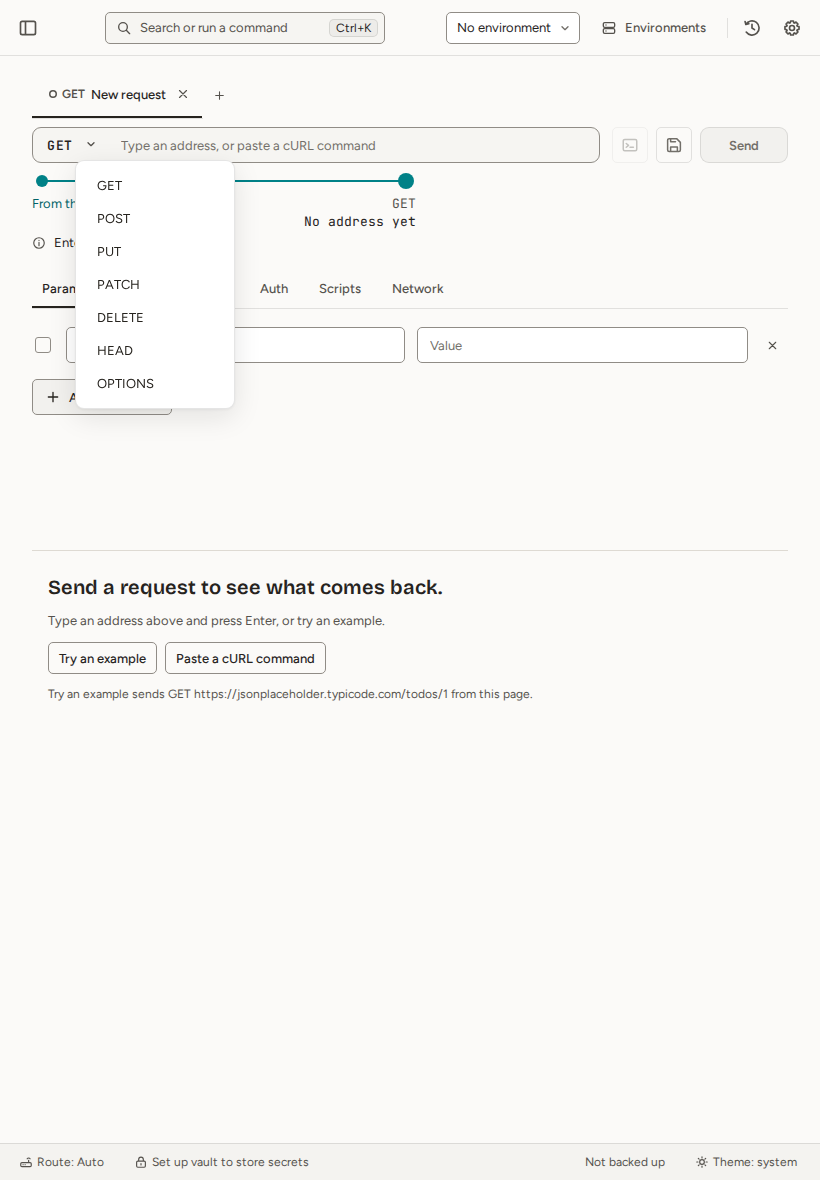 Search or run a command Ctrl+K No environment Environments
GET New request
GET Type an address, or paste a cURL command Send
GET
POST
PUT
PATCH
DELETE
HEAD
OPTIONS
From th GET
No address yet
Ente
Param Auth Scripts Network
Value
A
Send a request to see what comes back.
Type an address above and press Enter, or try an example.
Try an example Paste a cURL command
Try an example sends GET https://jsonplaceholder.typicode.com/todos/1 from this page.
Route: Auto Set up vault to store secrets Not backed up Theme: system